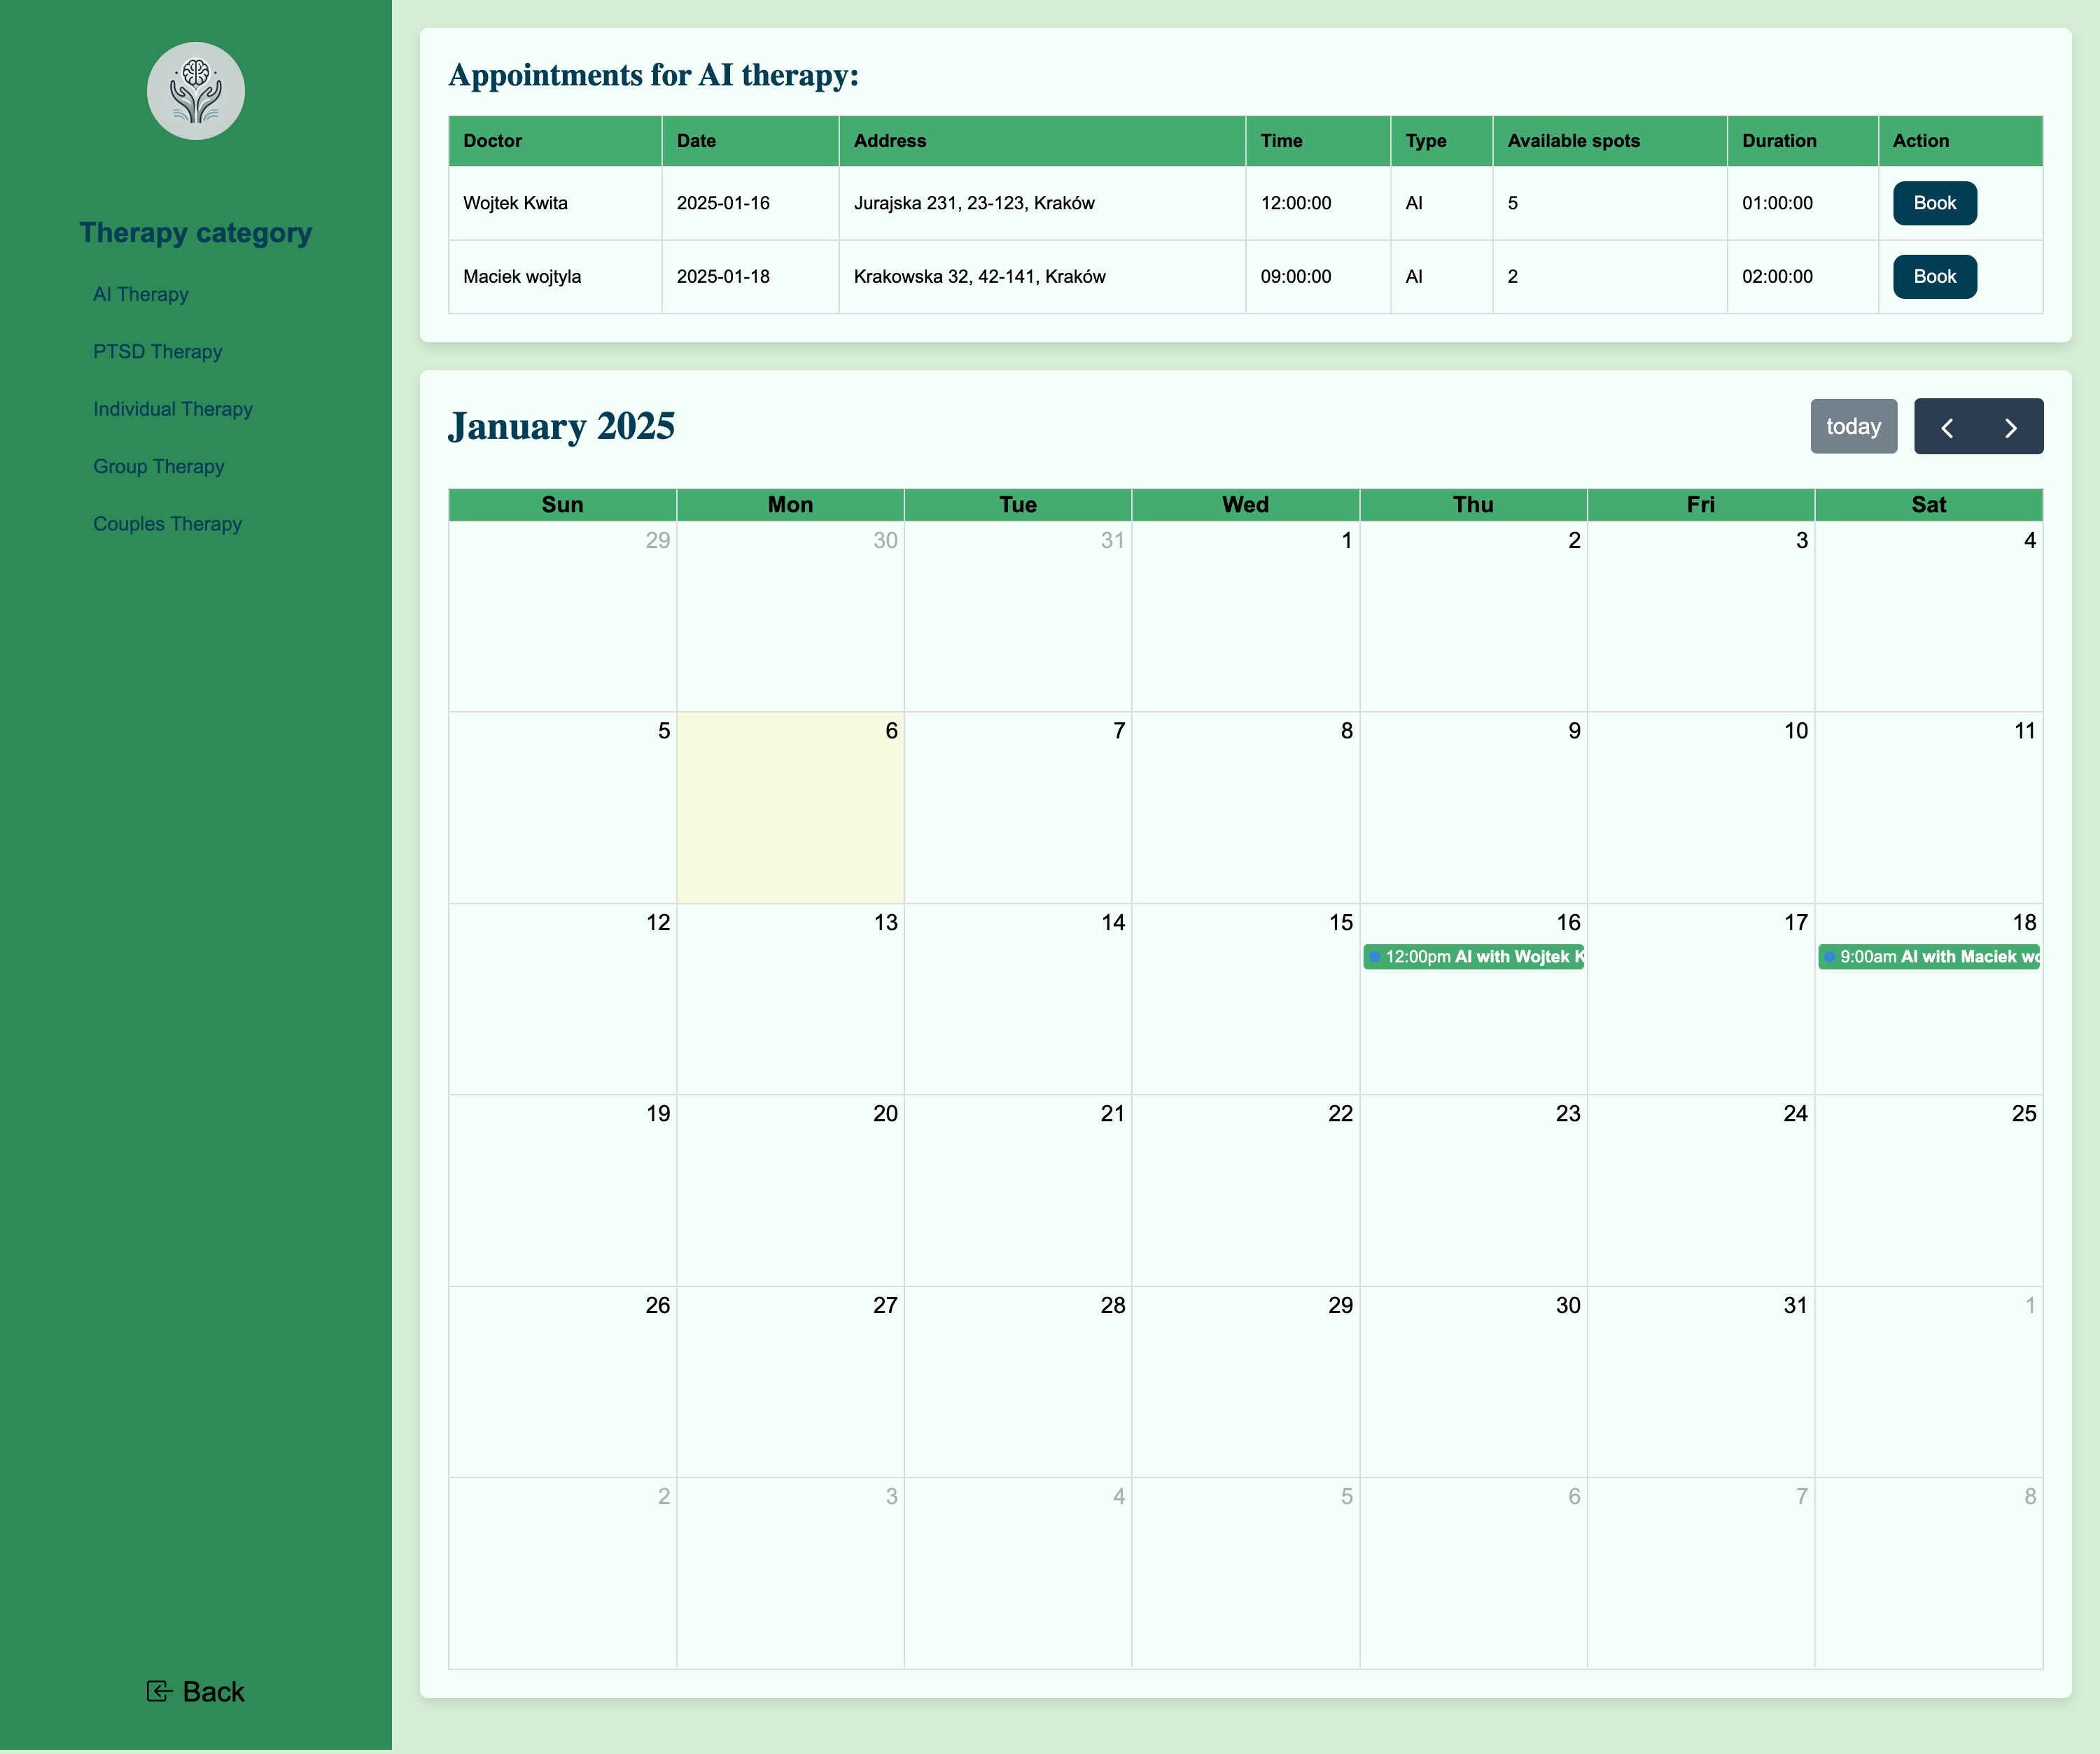 Therapy category
AI Therapy
PTSD Therapy
Individual Therapy
Group Therapy
Couples Therapy
Back
Appointments for AI therapy:
Doctor Date Address Time Type Available spots Duration Action
Wojtek Kwita 2025-01-16 Jurajska 231, 23-123, Kraków 12:00:00 AI 5 01:00:00 Book
Maciek wojtyla 2025-01-18 Krakowska 32, 42-141, Kraków 09:00:00 AI 2 02:00:00 Book
January 2025 today
Sun Mon Tue Wed Thu Fri Sat
29 30 31 1 2 3 4
5 6 7 8 9 10 11
12 13 14 15 16 17 18
12:00pm AI with Wojtek K 9:00am AI with Maciek wo
19 20 21 22 23 24 25
26 27 28 29 30 31 1
2 3 4 5 6 7 8